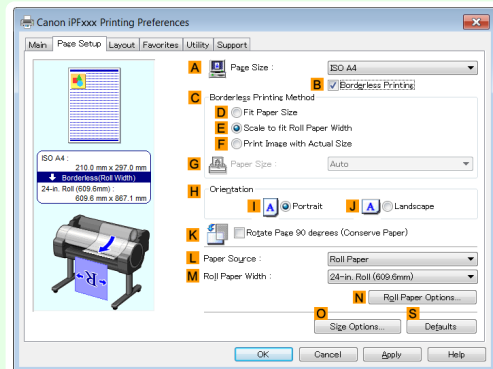 Canon iPFxxx Printing Preferences
Main Page Setup Layout Favorites Utility Support
A Page Size : ISO A4
B Borderless Printing
C Borderless Printing Method
D Fit Paper Size
E Scale to fit Roll Paper Width
F Print Image with Actual Size
G Paper Size : Auto
ISO A4 :
210.0 mm x 297.0 mm
Borderless(Roll Width)
24-in. Roll (609.6mm) :
609.6 mm x 867.1 mm
H Orientation
I A Portrait J A Landscape
K Rotate Page 90 degrees (Conserve Paper)
L Paper Source : Roll Paper
M Roll Paper Width : 24-in. Roll (609.6mm)
N Roll Paper Options...
O S
Size Options... Defaults
OK Cancel Apply Help
R